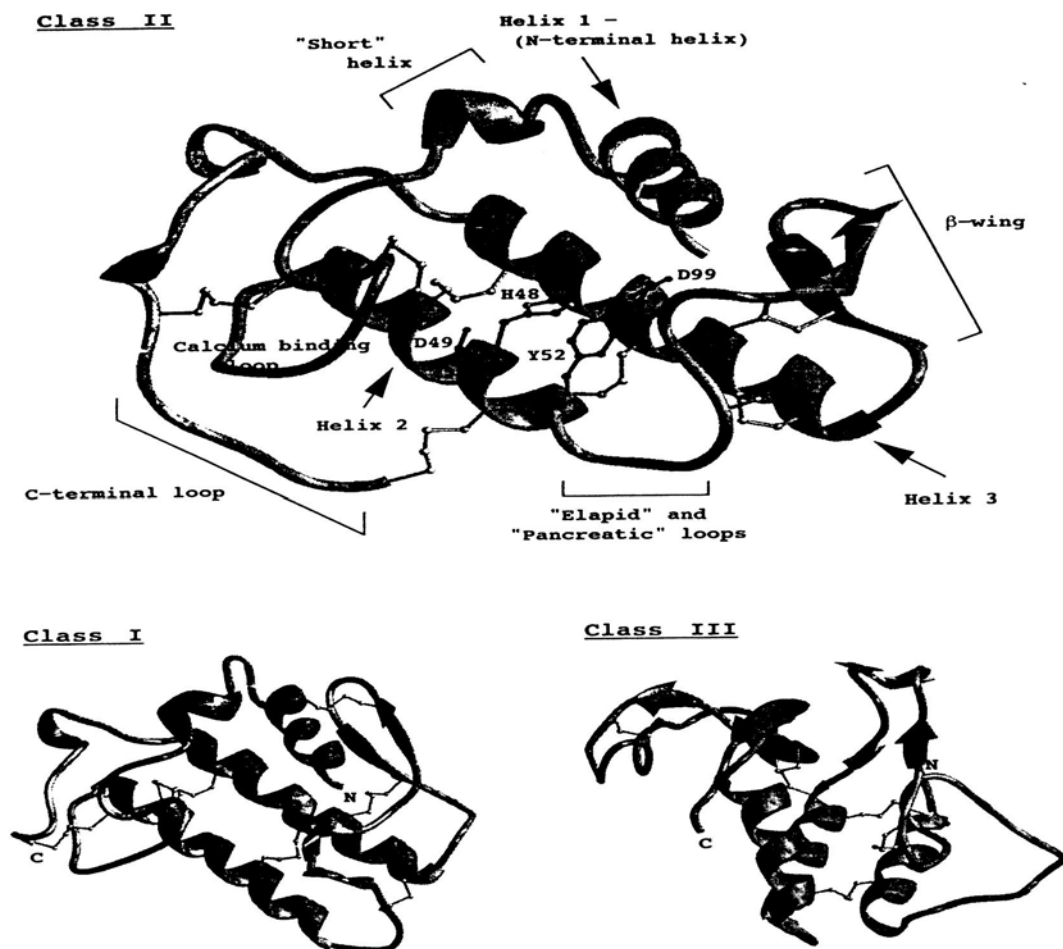 Class II
Helix 1 –
(N-terminal helix)
"Short"
helix
β-wing
D99
H48
Calcium binding
loop
D49
Y52
Helix 2
C-terminal loop
"Elapid" and
"Pancreatic" loops
Helix 3
Class I
Class III
N
C
N
C